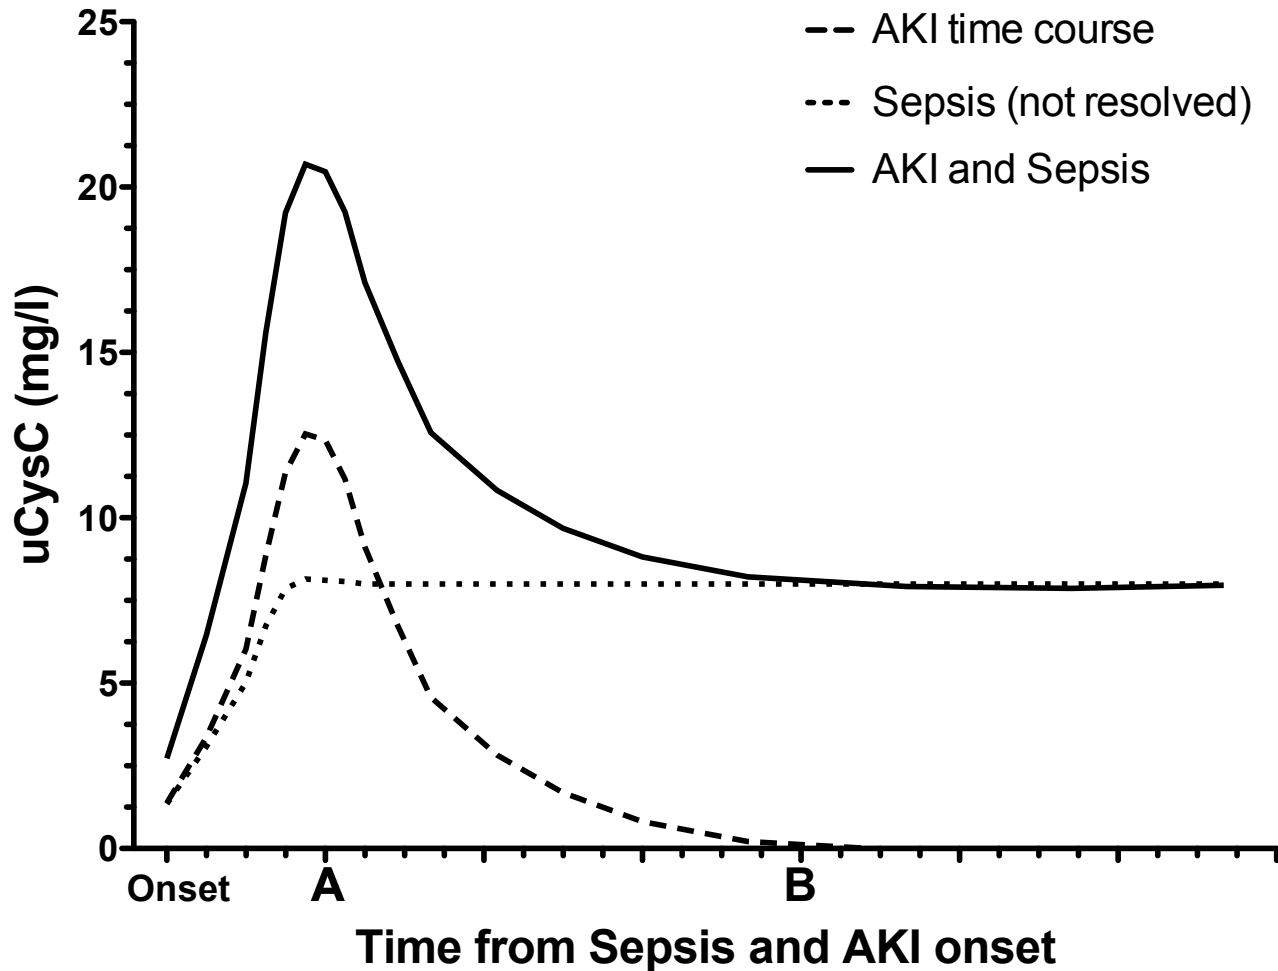 AKI time course
Sepsis (not resolved)
AKI and Sepsis
25
20
15
10
5
0
uCysC (mg/l)
Onset A B
Time from Sepsis and AKI onset